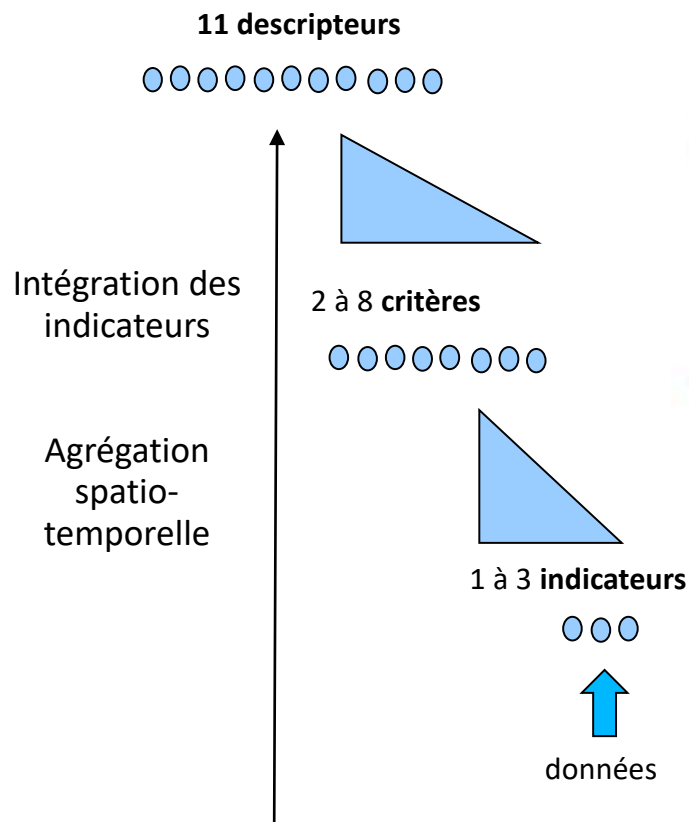 11 descripteurs
Intégration des
indicateurs
2 à 8 critères
Agrégation
spatio-
temporelle
1 à 3 indicateurs
données